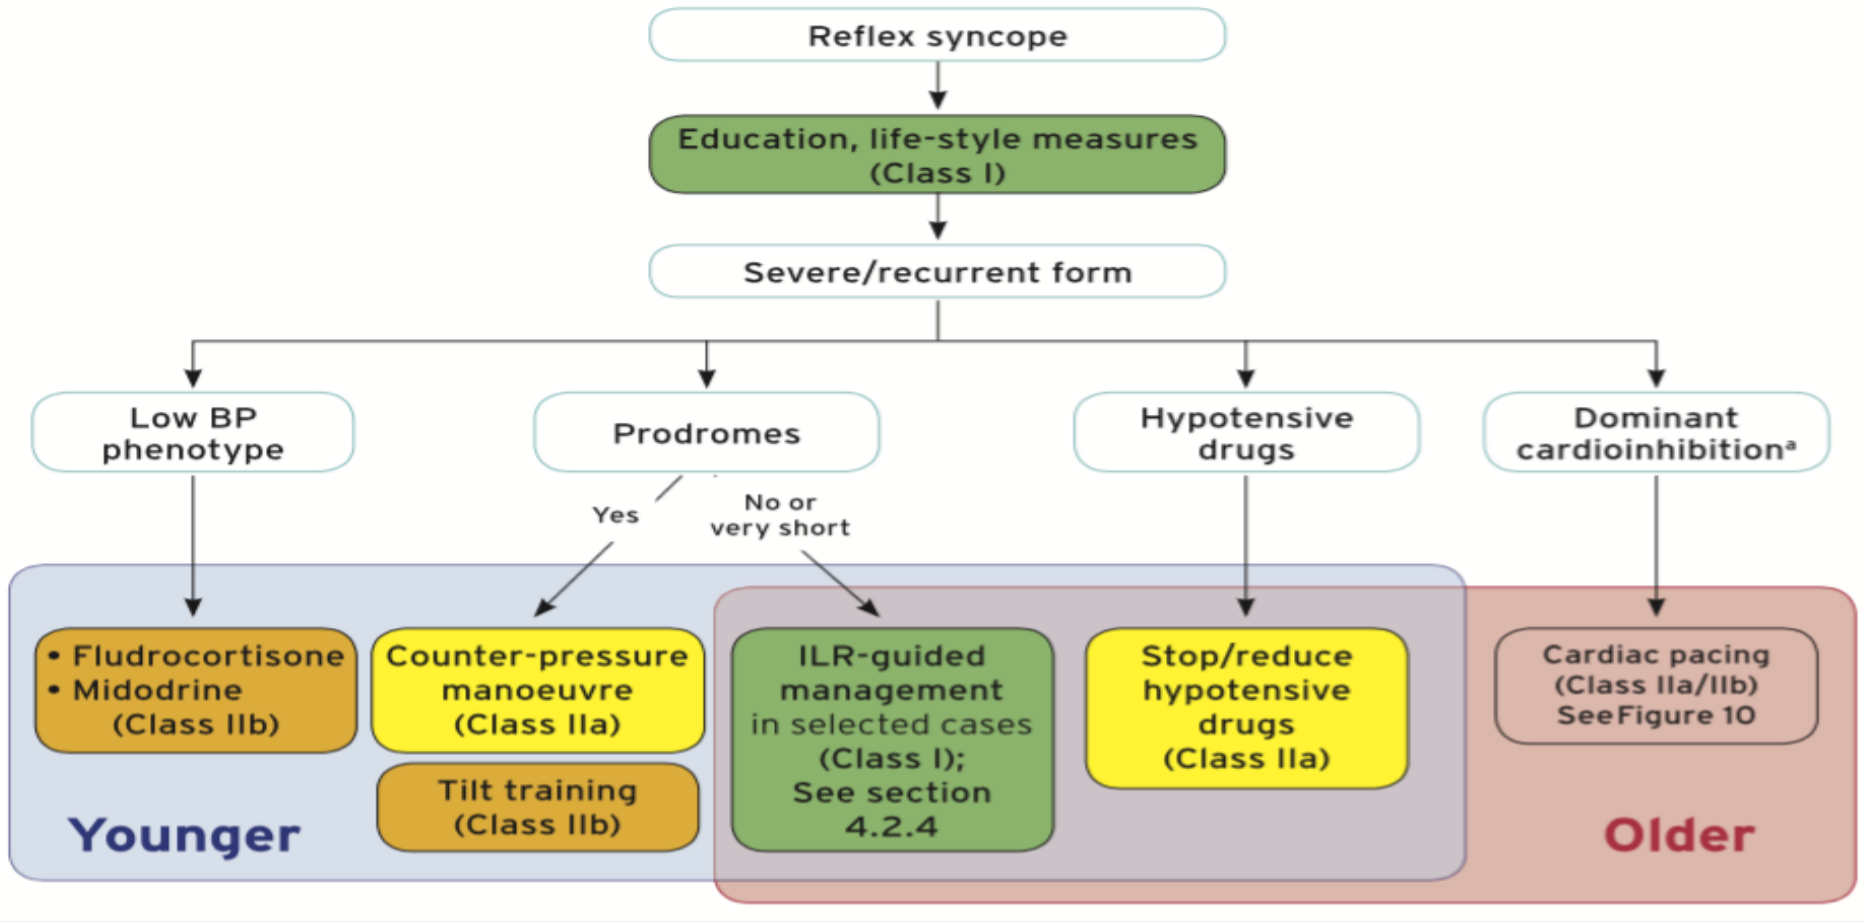 Reflex syncope
Education, life-style measures
(Class I)
Severe/recurrent form
Low BP
phenotype
Prodromes
Hypotensive
drugs
Dominant
cardioinhibitionª
Yes
No or
very short
• Fludrocortisone
• Midodrine
(Class IIb)
Counter-pressure
manoeuvre
(Class IIa)
Tilt training
(Class IIb)
ILR-guided
management
in selected cases
(Class I);
See section
4.2.4
Stop/reduce
hypotensive
drugs
(Class IIa)
Cardiac pacing
(Class IIa/IIb)
SeeFigure 10
Younger
Older